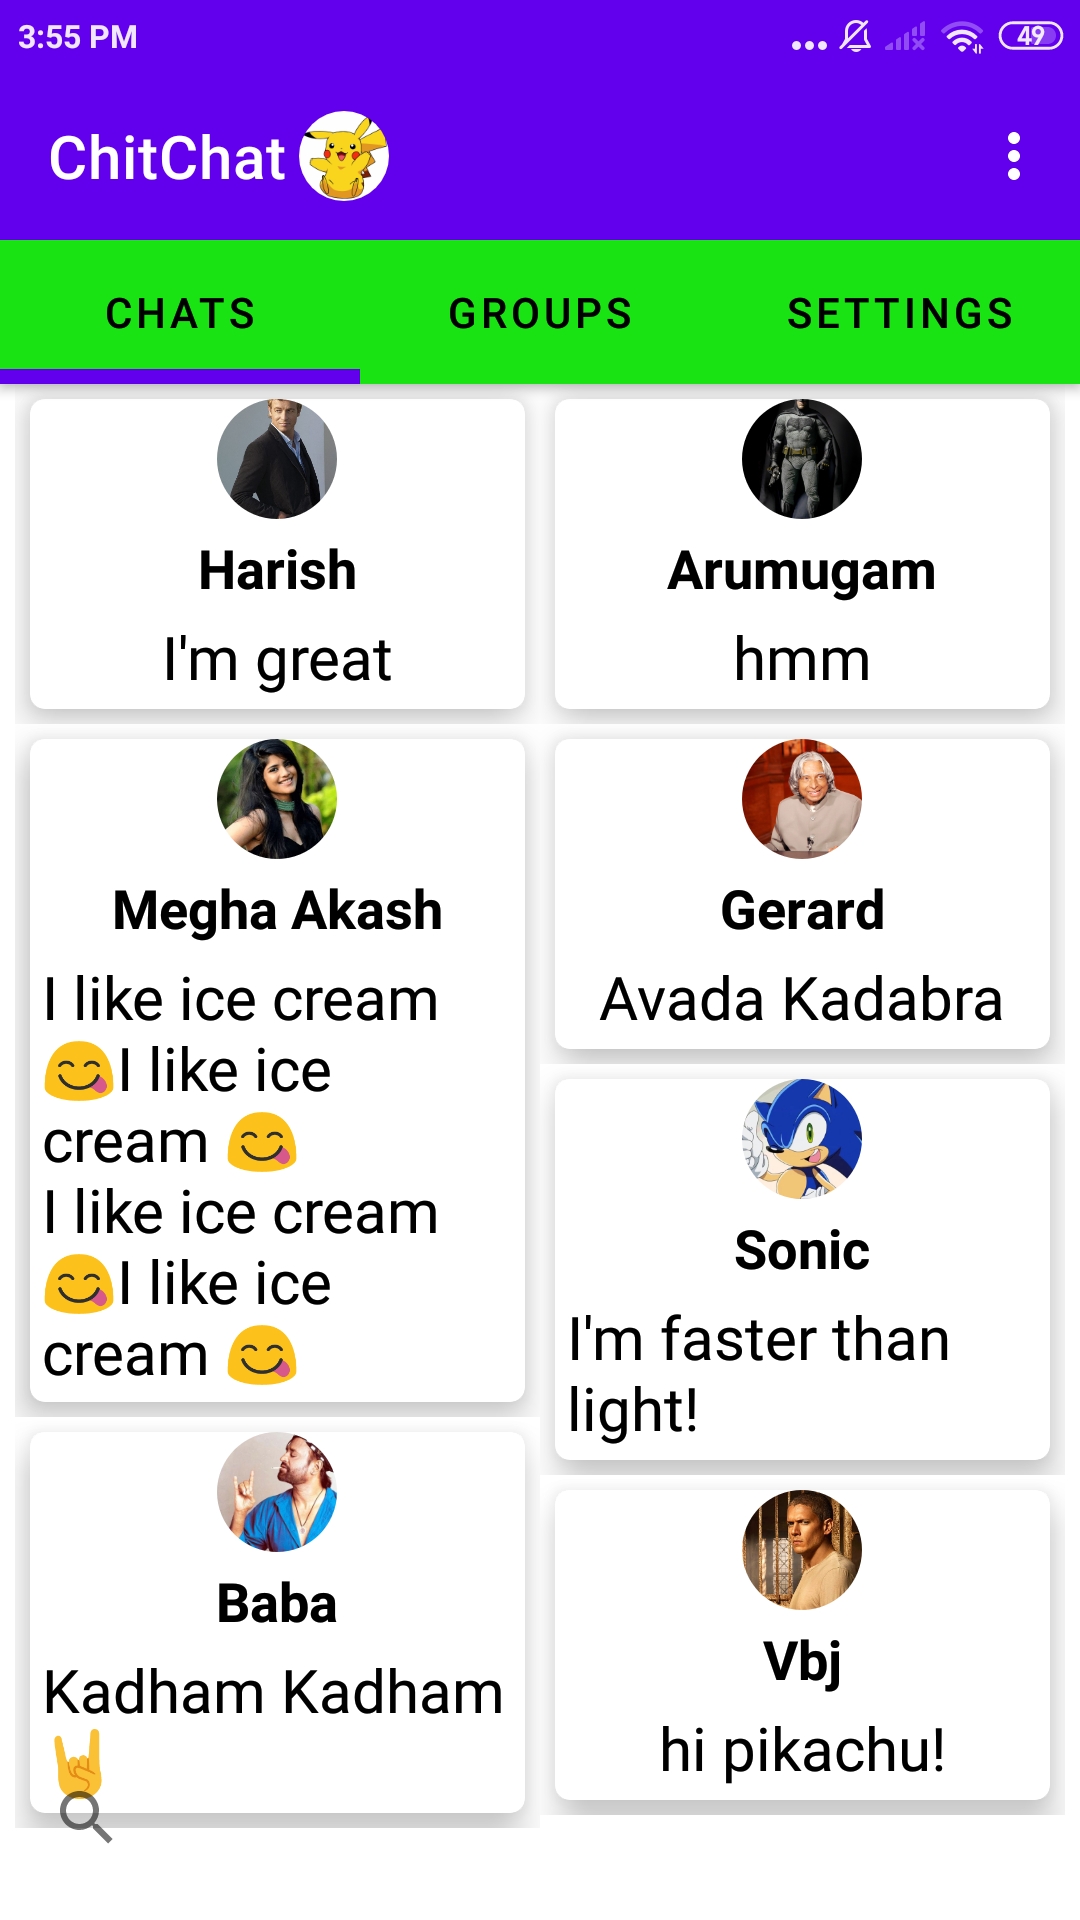 3:55 PM
49
ChitChat
CHATS
GROUPS
SETTINGS
Harish
I'm great
Arumugam
hmm
Megha Akash
I like ice cream
😋I like ice
cream 😋
I like ice cream
😋I like ice
cream 😋
Gerard
Avada Kadabra
Sonic
I'm faster than
light!
Baba
Kadham Kadham
🤘
Vbj
hi pikachu!